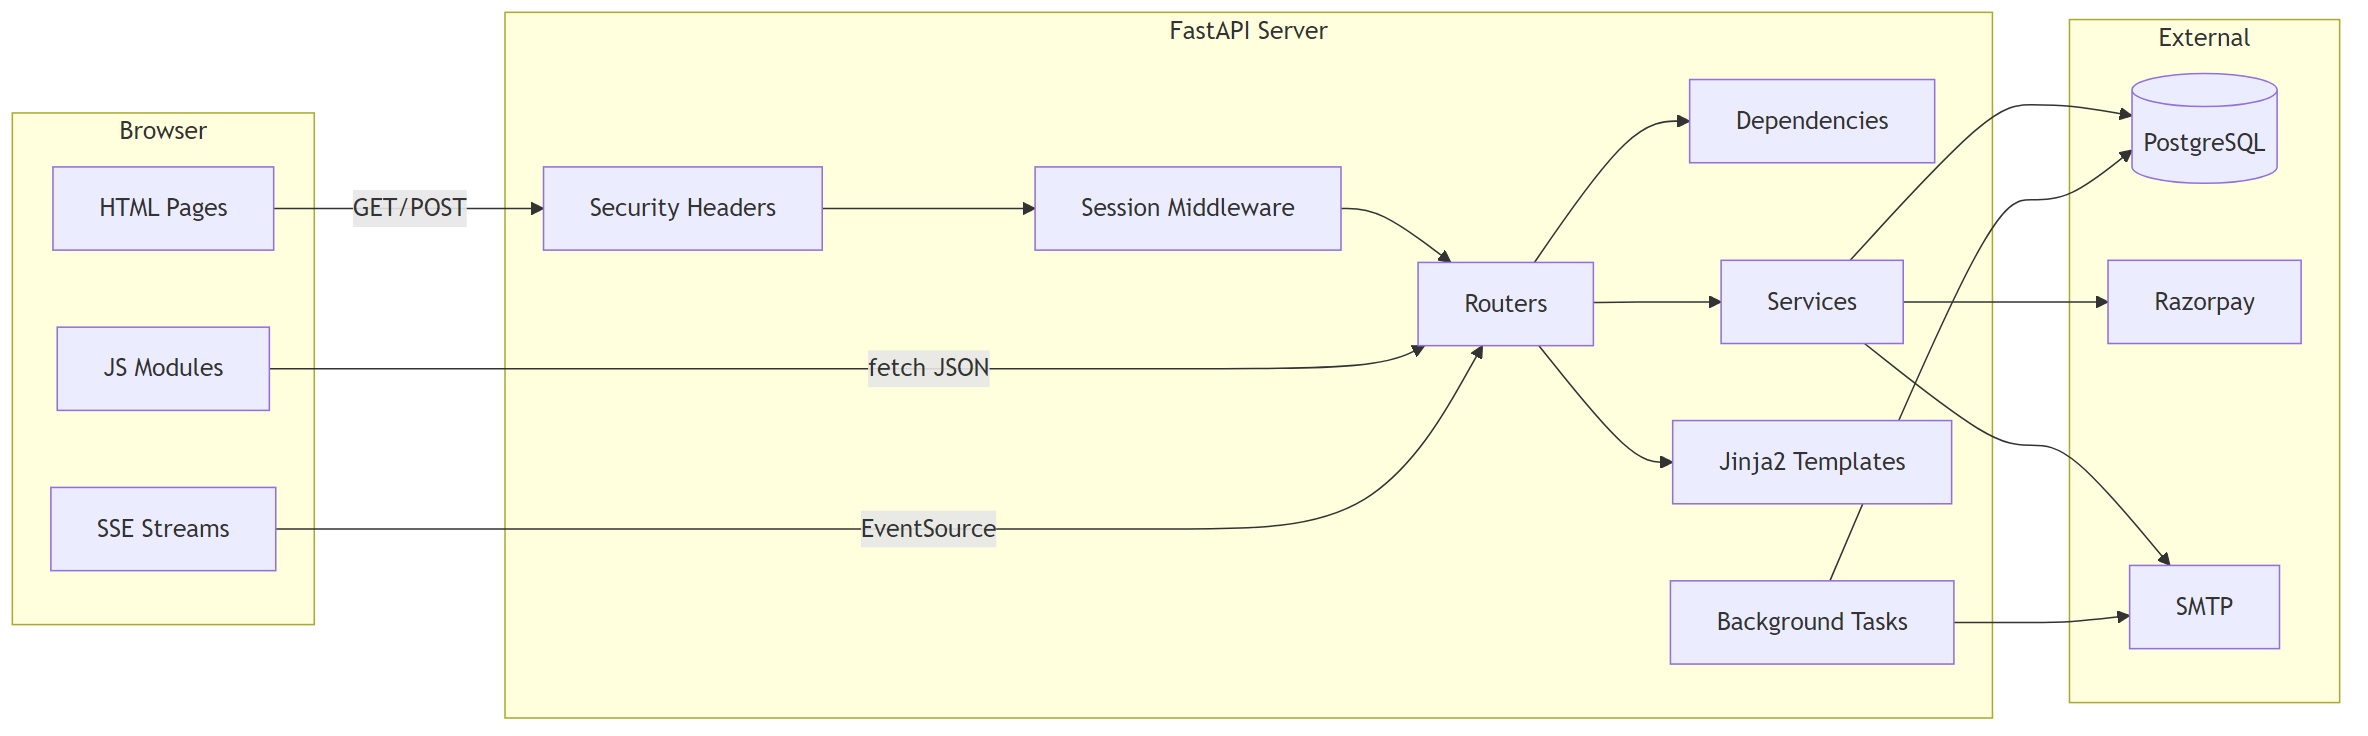 FastAPI Server
External
Browser
Dependencies
PostgreSQL
HTML Pages
GET/POST
Security Headers
Session Middleware
Routers
Services
Razorpay
JS Modules
fetch JSON
Jinja2 Templates
SSE Streams
EventSource
Background Tasks
SMTP